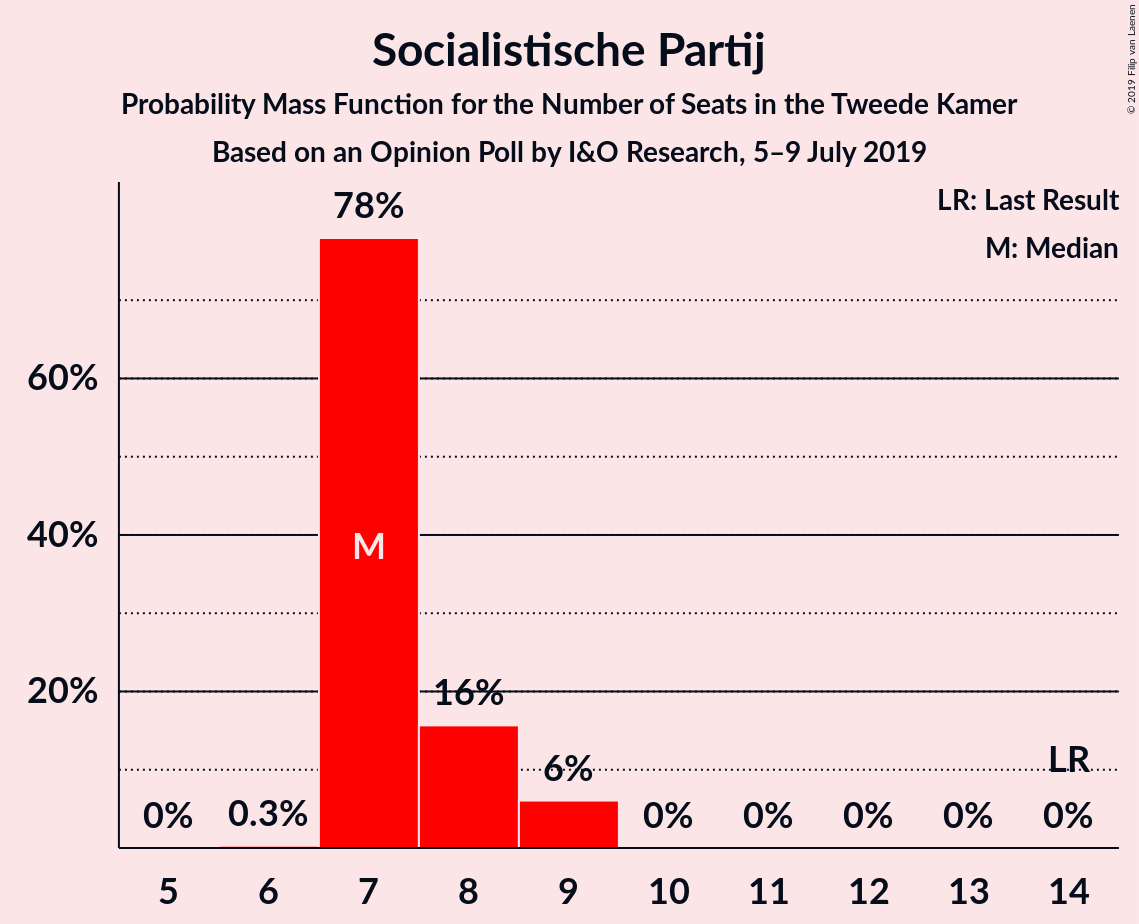 Socialistische Partij
Probability Mass Function for the Number of Seats in the Tweede Kamer
Based on an Opinion Poll by I&O Research, 5–9 July 2019
© 2019 Filip van Laenen
LR: Last Result
M: Median
78%
60%
40%
20%
M
16%
6%
LR
0%
0.3%
0%
0%
0%
0%
0%
5
6
7
8
9
10
11
12
13
14